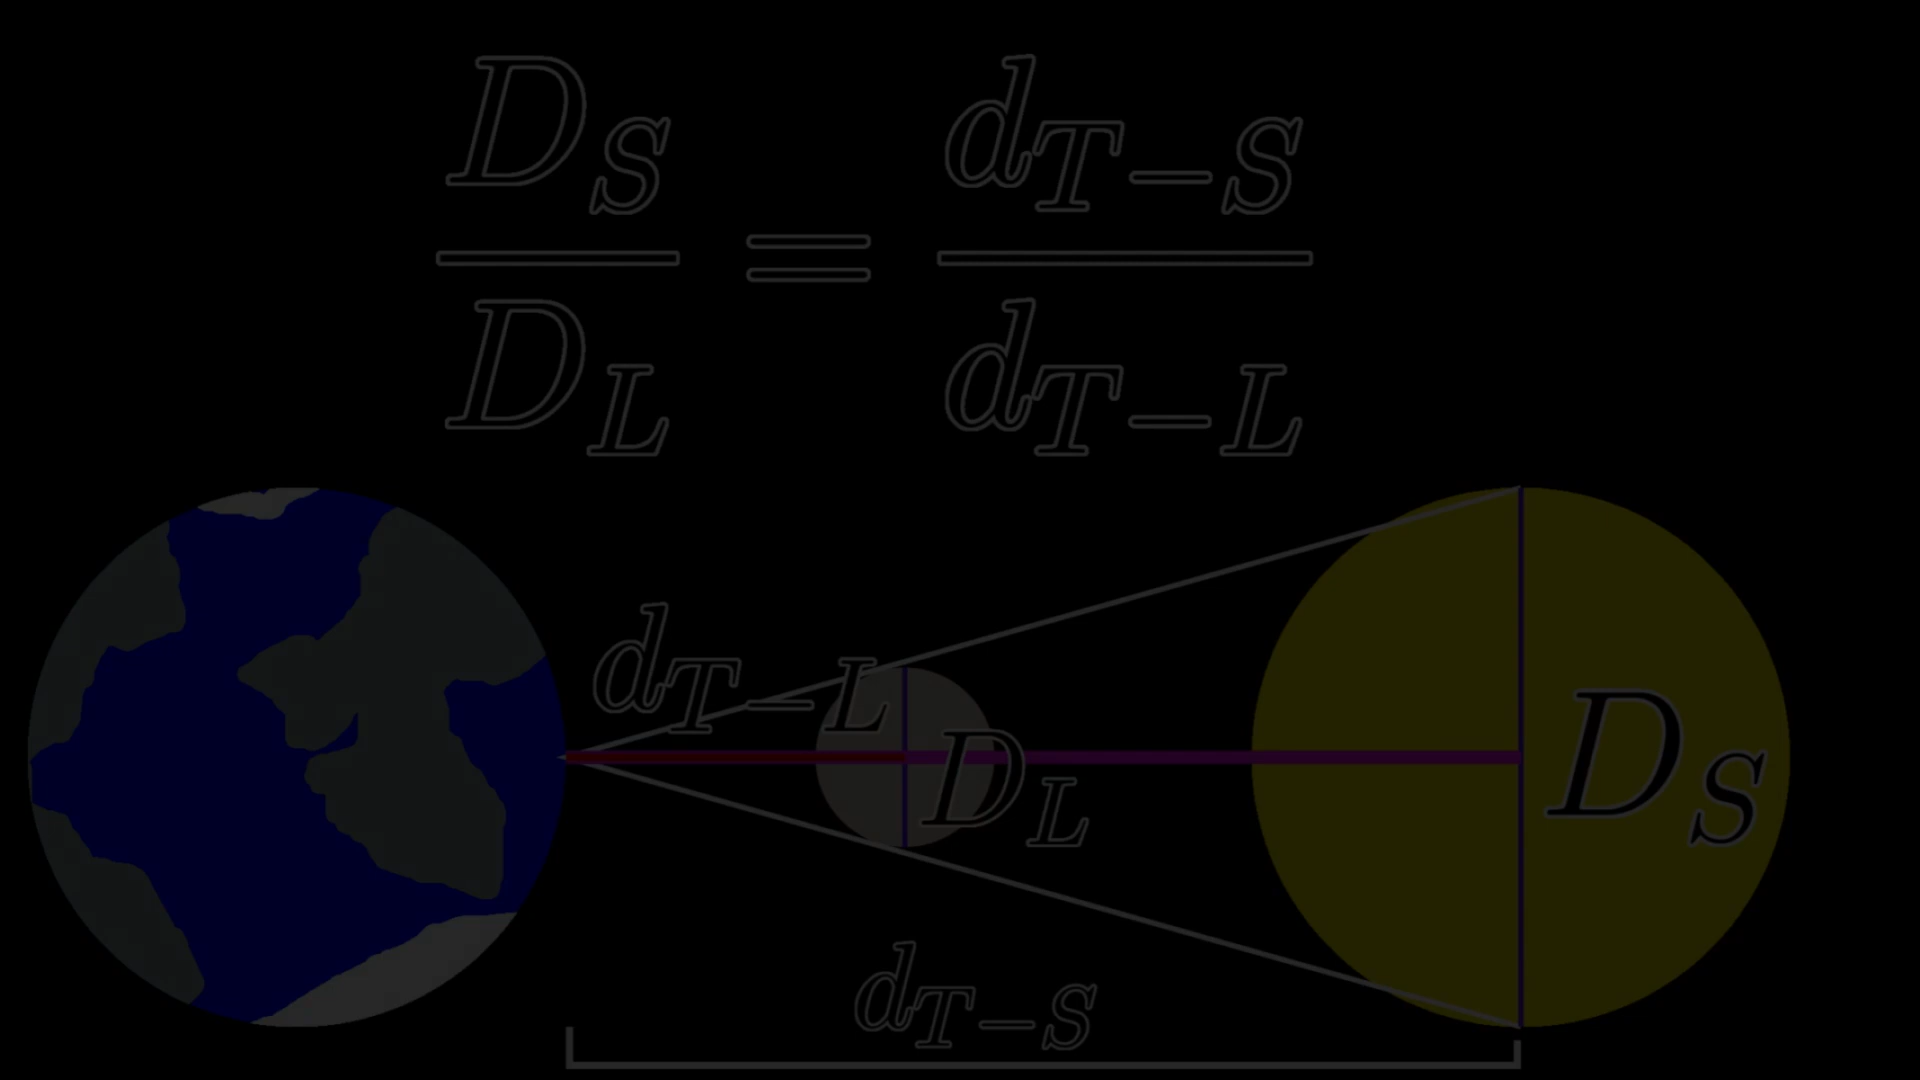 D_S / D_L = d_{T-S} / d_{T-L}
d_{T-L}
D_L
D_S
d_{T-S}